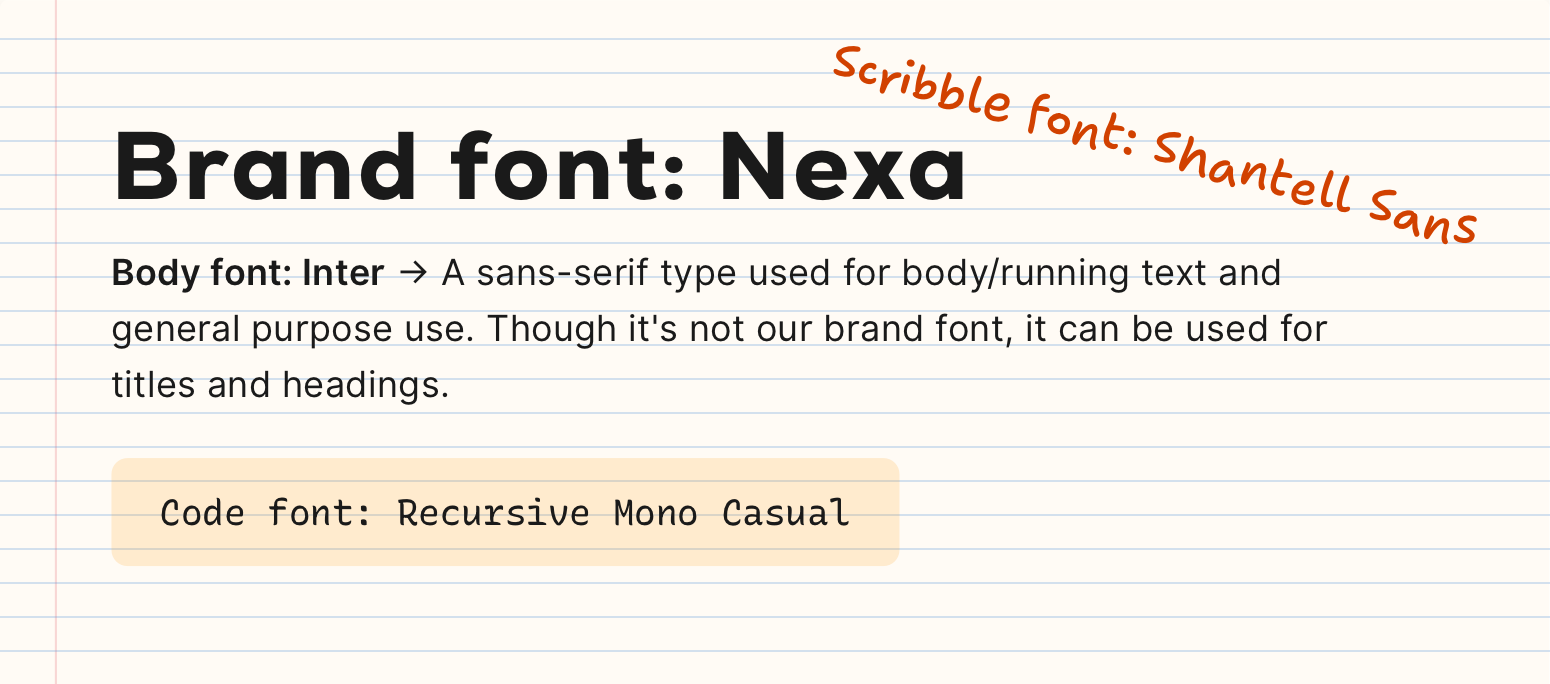 Scribble font: Shantell Sans
Brand font: Nexa
Body font: Inter → A sans-serif type used for body/running text and
general purpose use. Though it's not our brand font, it can be used for
titles and headings.
Code font: Recursive Mono Casual